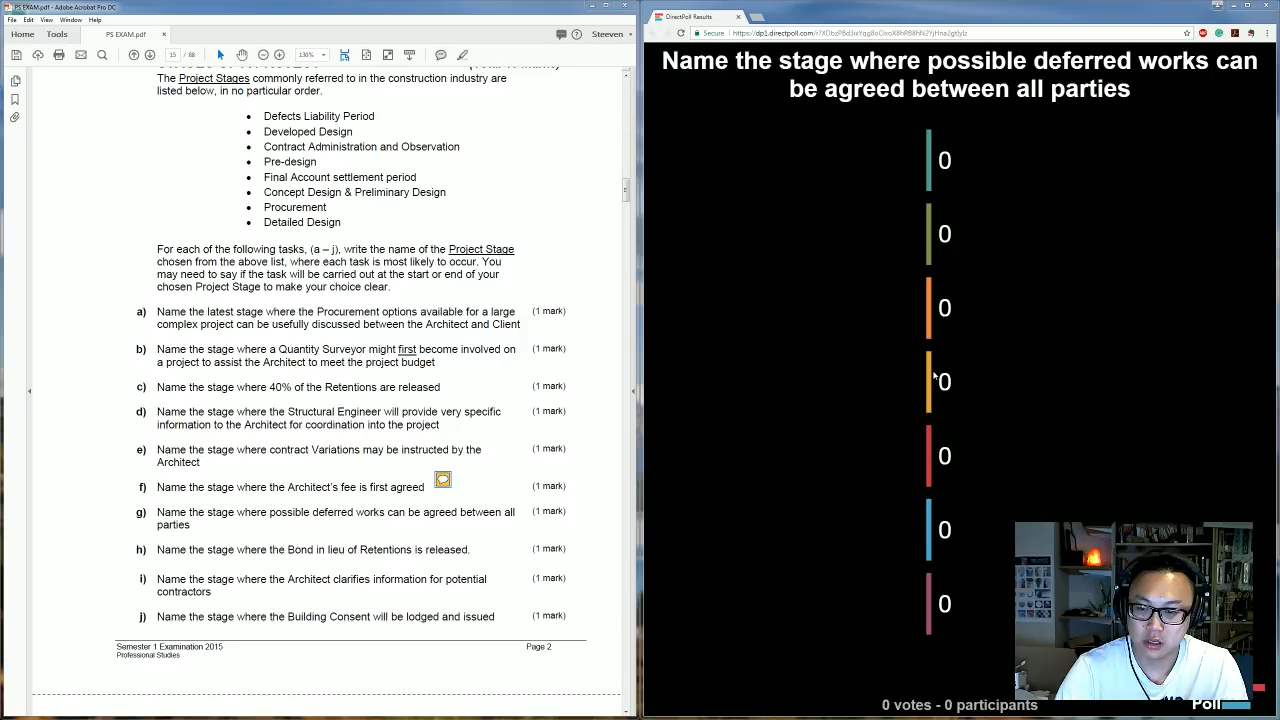 PS EXAM.pdf - Adobe Acrobat Pro DC
File Edit View Window Help
Home Tools PS EXAM.pdf × Steeven
15 / 88 130%
The Project Stages commonly referred to in the construction industry are
listed below, in no particular order.
• Defects Liability Period
• Developed Design
• Contract Administration and Observation
• Pre-design
• Final Account settlement period
• Concept Design & Preliminary Design
• Procurement
• Detailed Design
For each of the following tasks, (a – j), write the name of the Project Stage
chosen from the above list, where each task is most likely to occur. You
may need to say if the task will be carried out at the start or end of your
chosen Project Stage to make your choice clear.
a) Name the latest stage where the Procurement options available for a large (1 mark)
complex project can be usefully discussed between the Architect and Client
b) Name the stage where a Quantity Surveyor might first become involved on (1 mark)
a project to assist the Architect to meet the project budget
c) Name the stage where 40% of the Retentions are released (1 mark)
d) Name the stage where the Structural Engineer will provide very specific (1 mark)
information to the Architect for coordination into the project
e) Name the stage where contract Variations may be instructed by the (1 mark)
Architect
f) Name the stage where the Architect's fee is first agreed (1 mark)
g) Name the stage where possible deferred works can be agreed between all (1 mark)
parties
h) Name the stage where the Bond in lieu of Retentions is released. (1 mark)
i) Name the stage where the Architect clarifies information for potential (1 mark)
contractors
j) Name the stage where the Building Consent will be lodged and issued (1 mark)
Semester 1 Examination 2015 Page 2
Professional Studies
DirectPoll Results
Secure
Name the stage where possible deferred works can
be agreed between all parties
0
0
0
0
0
0
0
0 votes - 0 participants
Poll